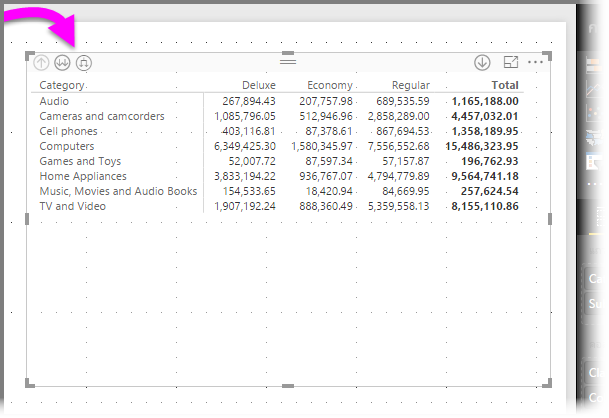 Category Deluxe Economy Regular Total
Audio 267,894.43 207,757.98 689,535.59 1,165,188.00
Cameras and camcorders 1,085,796.05 512,946.96 2,858,289.00 4,457,032.01
Cell phones 403,116.81 87,378.61 867,694.53 1,358,189.95
Computers 6,349,425.30 1,580,345.97 7,556,552.68 15,486,323.95
Games and Toys 52,007.72 87,597.34 57,157.87 196,762.93
Home Appliances 3,833,194.22 936,767.07 4,794,779.89 9,564,741.18
Music, Movies and Audio Books 154,533.65 18,420.94 84,669.95 257,624.54
TV and Video 1,907,192.24 888,360.49 5,359,558.13 8,155,110.86